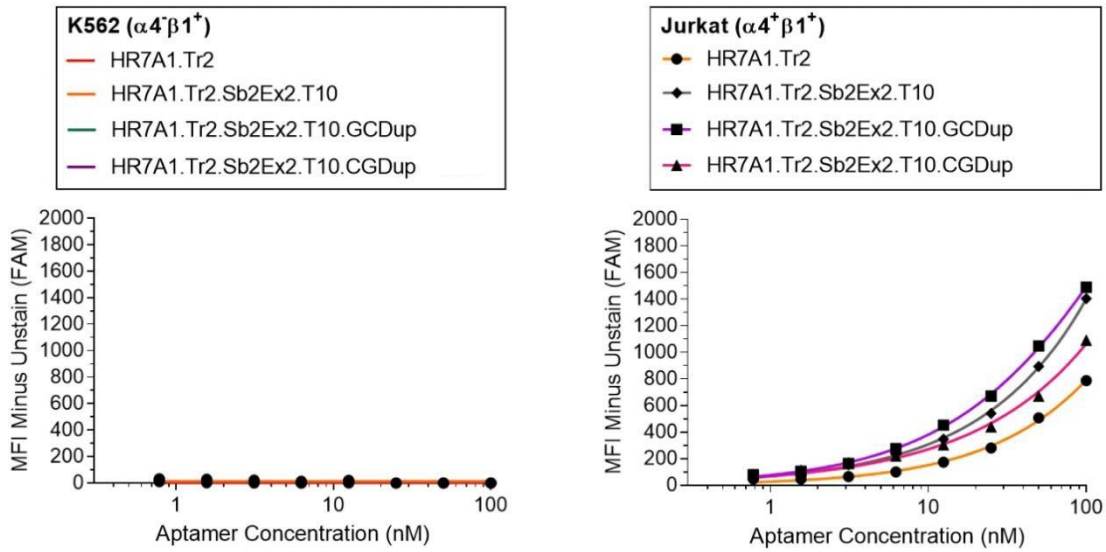 K562 (α4⁻β1⁺)
HR7A1.Tr2
HR7A1.Tr2.Sb2Ex2.T10
HR7A1.Tr2.Sb2Ex2.T10.GCDup
HR7A1.Tr2.Sb2Ex2.T10.CGDup
2000
1800
1600
1400
1200
1000
800
600
400
200
0
MFI Minus Unstain (FAM)
1
10
100
Aptamer Concentration (nM)
Jurkat (α4⁺β1⁺)
HR7A1.Tr2
HR7A1.Tr2.Sb2Ex2.T10
HR7A1.Tr2.Sb2Ex2.T10.GCDup
HR7A1.Tr2.Sb2Ex2.T10.CGDup
2000
1800
1600
1400
1200
1000
800
600
400
200
0
MFI Minus Unstain (FAM)
1
10
100
Aptamer Concentration (nM)